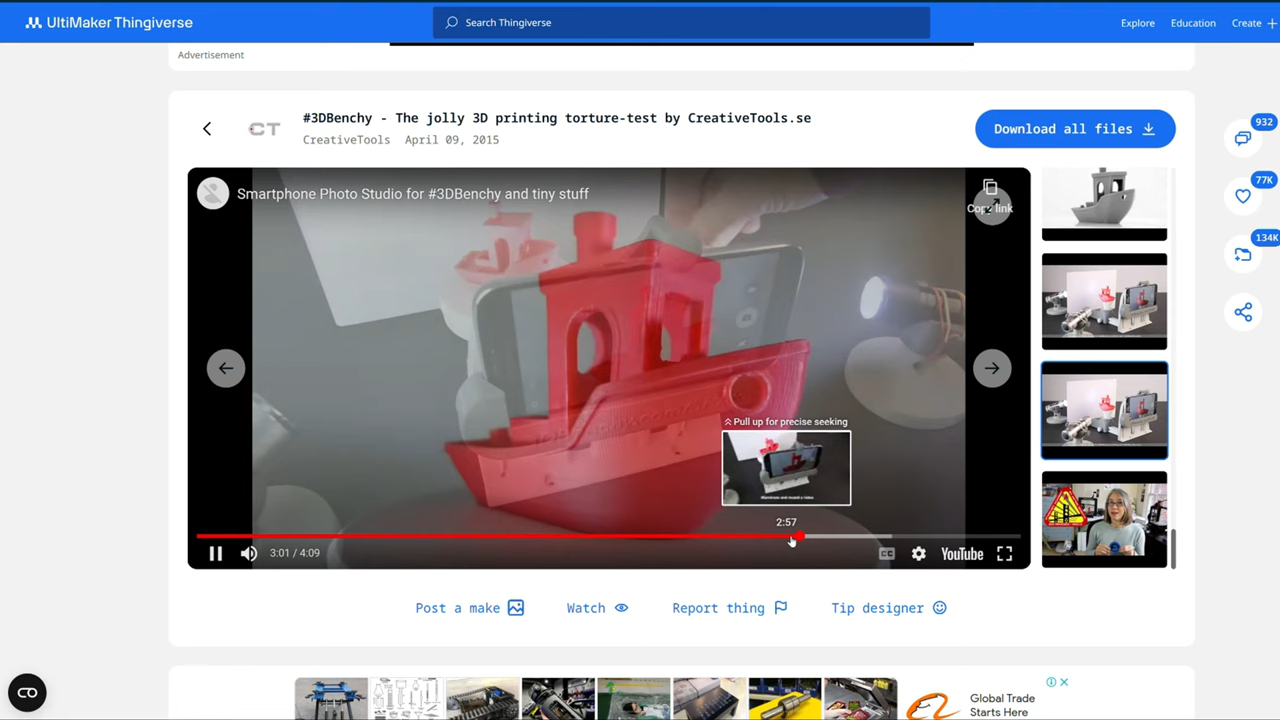 UltiMaker Thingiverse
Search Thingiverse
Explore
Education
Create +
Advertisement
CT
#3DBenchy - The jolly 3D printing torture-test by CreativeTools.se
CreativeTools April 09, 2015
Download all files
932
77K
134K
Smartphone Photo Studio for #3DBenchy and tiny stuff
Copy link
Pull up for precise seeking
2:57
3:01 / 4:09
CC
YouTube
Post a make
Watch
Report thing
Tip designer
Global Trade
Starts Here